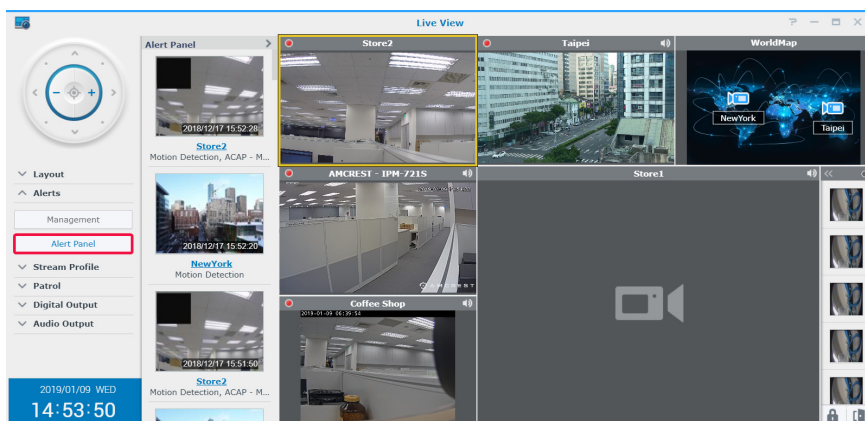 Live View
Layout
Alerts
Management
Alert Panel
Stream Profile
Patrol
Digital Output
Audio Output
2019/01/09 WED
14:53:50
Alert Panel
2018/12/17 15:52:28
Store2
Motion Detection, ACAP - M...
2018/12/17 15:52:20
NewYork
Motion Detection
2018/12/17 15:51:50
Store2
Motion Detection, ACAP - M...
Store2
Taipei
WorldMap
NewYork
Taipei
AMCREST - IPM-721S
AMCREST
Store1
Coffee Shop
2019-01-09 06:39:54